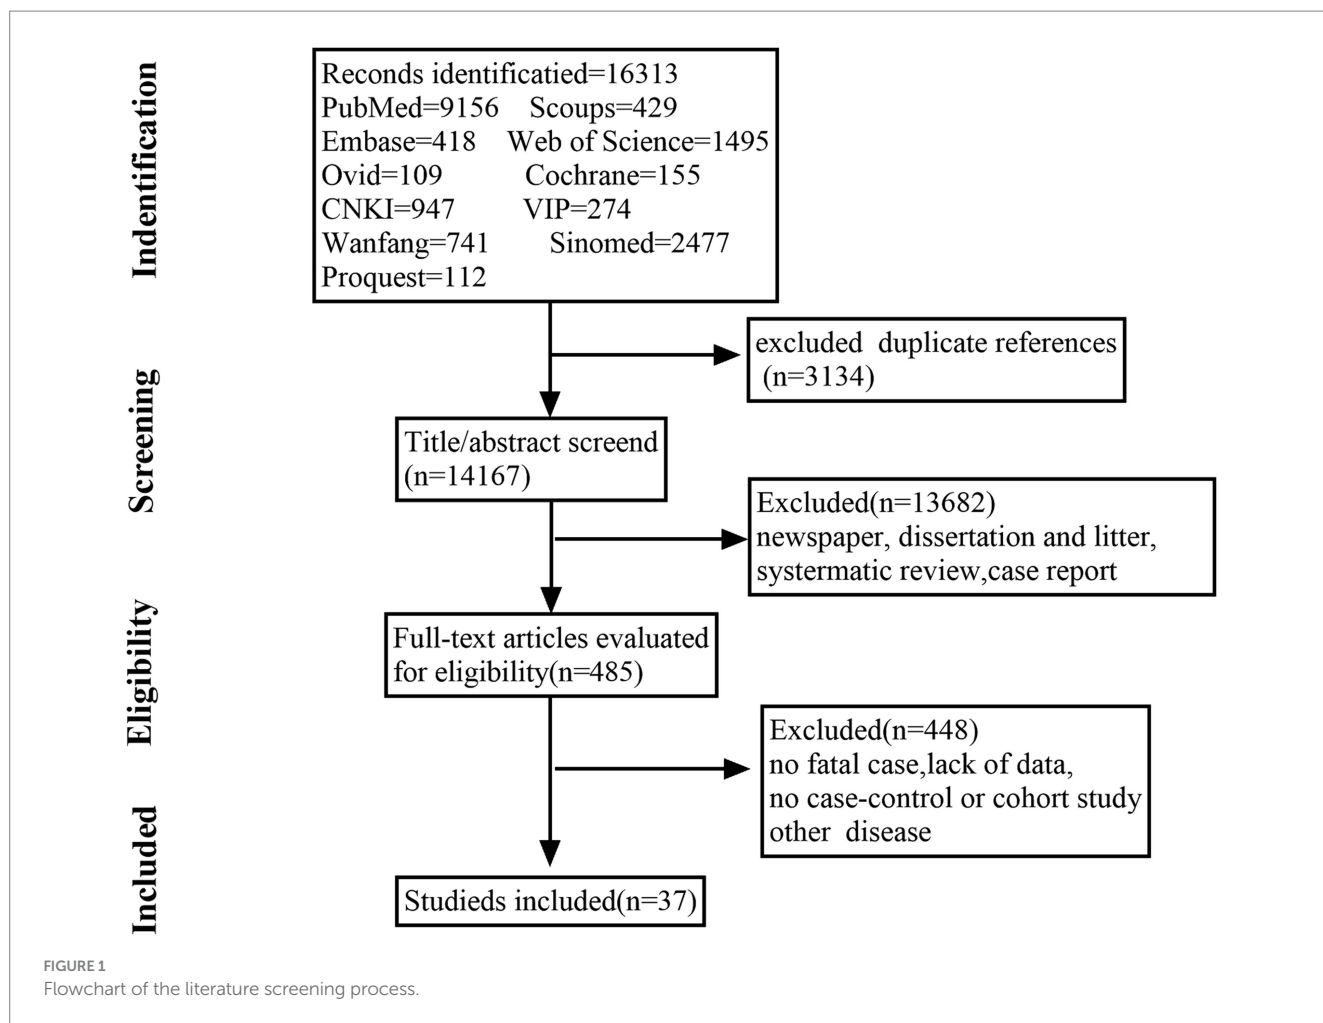 Indentification
Reconds identificatied=16313
PubMed=9156 Scoups=429
Embase=418 Web of Science=1495
Ovid=109 Cochrane=155
CNKI=947 VIP=274
Wanfang=741 Sinomed=2477
Proquest=112
excluded duplicate references
(n=3134)
Screening
Title/abstract screend
(n=14167)
Excluded(n=13682)
newspaper, dissertation and litter,
systermatic review,case report
Eligibility
Full-text articles evaluated
for eligibility(n=485)
Excluded(n=448)
no fatal case,lack of data,
no case-control or cohort study
other disease
Included
Studieds included(n=37)
FIGURE 1
Flowchart of the literature screening process.